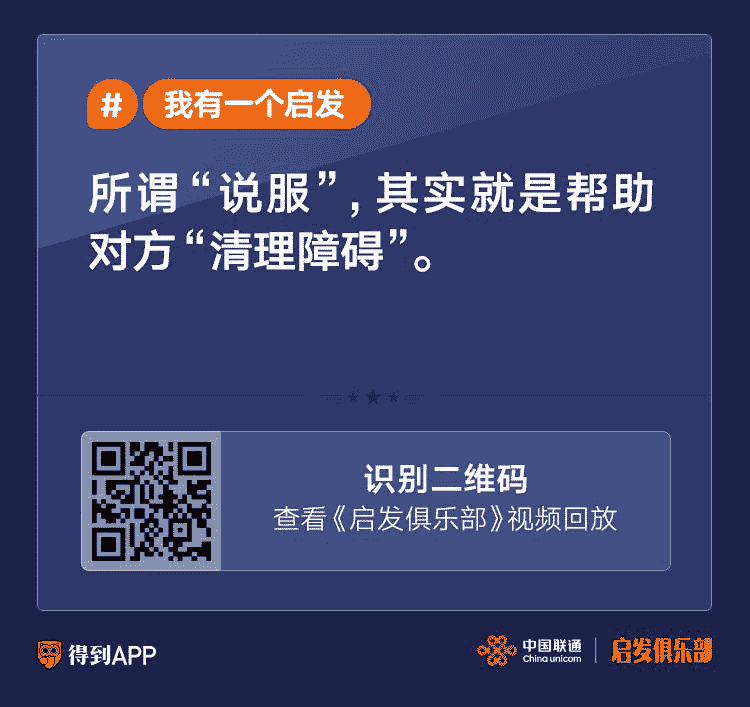 # 我有一个启发
所谓“说服”，其实就是帮助
对方“清理障碍”。
识别二维码
查看《启发俱乐部》视频回放
得到APP
中国联通
China unicom
启发俱乐部